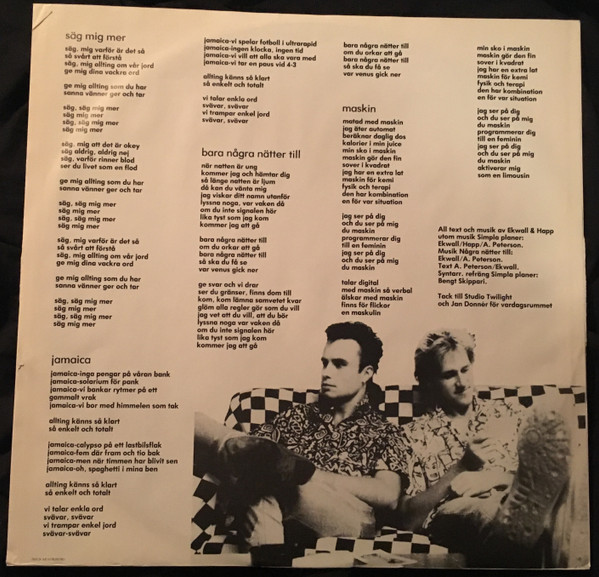 säg mig mer
säg, mig varför är det så
så svårt att förstå
säg, mig allting om vår jord
ge mig dina vackra ord
ge mig allting som du har
sanna vänner ger och tar
säg, säg mig mer
säg mig mer
säg, säg mig mer
säg mig mer
säg, mig att det är okey
säg aldrig, aldrig nej
säg, varför rinner blod
ser du livet som en flod
ge mig allting som du har
sanna vänner ger och tar
säg, säg mig mer
säg mig mer
säg, säg mig mer
säg mig mer
säg, mig varför är det så
så svårt att förstå
säg, mig allting om vår jord
ge mig dina vackra ord
ge mig allting som du har
sanna vänner ger och tar
säg, säg mig mer
säg mig mer
säg, säg mig mer
säg mig mer
jamaica
jamaica-inga pengar på våran bank
jamaica-solarium för pank
jamaica-vi bankar rytmer på ett
gammalt vrak
jamaica-vi bor med himmelen som tak
allting känns så klart
så enkelt och totalt
jamaica-calypso på ett lastbilsflak
jamaica-fem där fram och tio bak
jamaica-men när timmen har blivit sen
jamaica-oh, spaghetti i mina ben
allting känns så klart
så enkelt och totalt
vi talar enkla ord
svävar, svävar
vi trampar enkel jord
svävar-svävar
jamaica-vi spelar fotboll i ultrarapid
jamaica-ingen klocka, ingen tid
jamaica-vi vill att alla ska vara med
jamaica-vi tar en paus vid 4-3
allting känns så klart
så enkelt och totalt
vi talar enkla ord
svävar, svävar
vi trampar enkel jord
svävar, svävar
bara några nätter till
när natten är ung
kommer jag och hämtar dig
så länge natten är ljum
då kan du vänta mig
jag viskar ditt namn utanför
lyssna noga, var vaken då
om du inte signalen hör
lika tyst som jag kom
kommer jag att gå
bara några nätter till
om du orkar att gå
bara några nätter till
så ska du få se
var venus gick ner
ge svar och vi drar
ser du gränser, finns dom till
kom, kom lämna samvetet kvar
glöm alla regler gör som du vill
jag vet att du vill, att du bör
lyssna noga var vaken då
om du inte signalen hör
lika tyst som jag kom
kommer jag att gå
bara några nätter till
om du orkar att gå
bara några nätter till
så ska du få se
var venus gick ner
maskin
matad med maskin
jag äter automat
beräknar daglig dos
kalorier i min juice
min sko i maskin
maskin gör den fin
sover i kvadrat
jag har en extra lat
maskin för kemi
fysik och terapi
den har kombination
en för var situation
jag ser på dig
och du ser på mig
du maskin
programmerar dig
till en feminin
jag ser på dig
och du ser på mig
du maskin
talar digital
med maskin så verbal
älskar med maskin
finns för flickor
en maskulin
min sko i maskin
maskin gör den fin
sover i kvadrat
jag har en extra lat
maskin för kemi
fysik och terapi
den har kombination
en för var situation
jag ser på dig
och du ser på mig
du maskin
programmerar dig
till en feminin
jag ser på dig
och du ser på mig
du maskin
aktiverar mig
som en limousin
All text och musik av Ekwall & Happ
utom musik Simpla planer:
Ekwall/Happ/A. Peterson.
Musik Några nätter till:
Ekwall/A. Peterson.
Text A. Peterson/Ekwall.
Syntarr. refräng Simpla planer:
Bengt Skippari.
Tack till Studio Twilight
och Jan Donnér för vardagsrummet